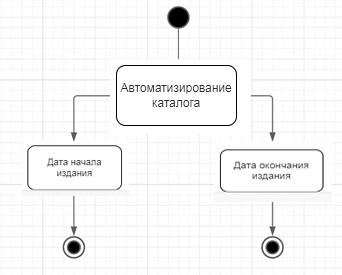 Автоматизирование
каталога
Дата начала
издания
Дата окончания
издания